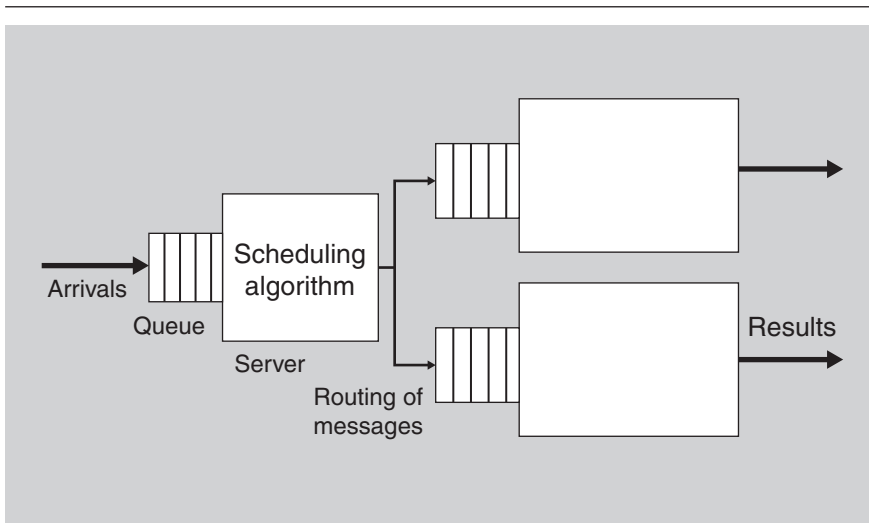 Scheduling
algorithm
Arrivals
Queue
Server
Routing of
messages
Results